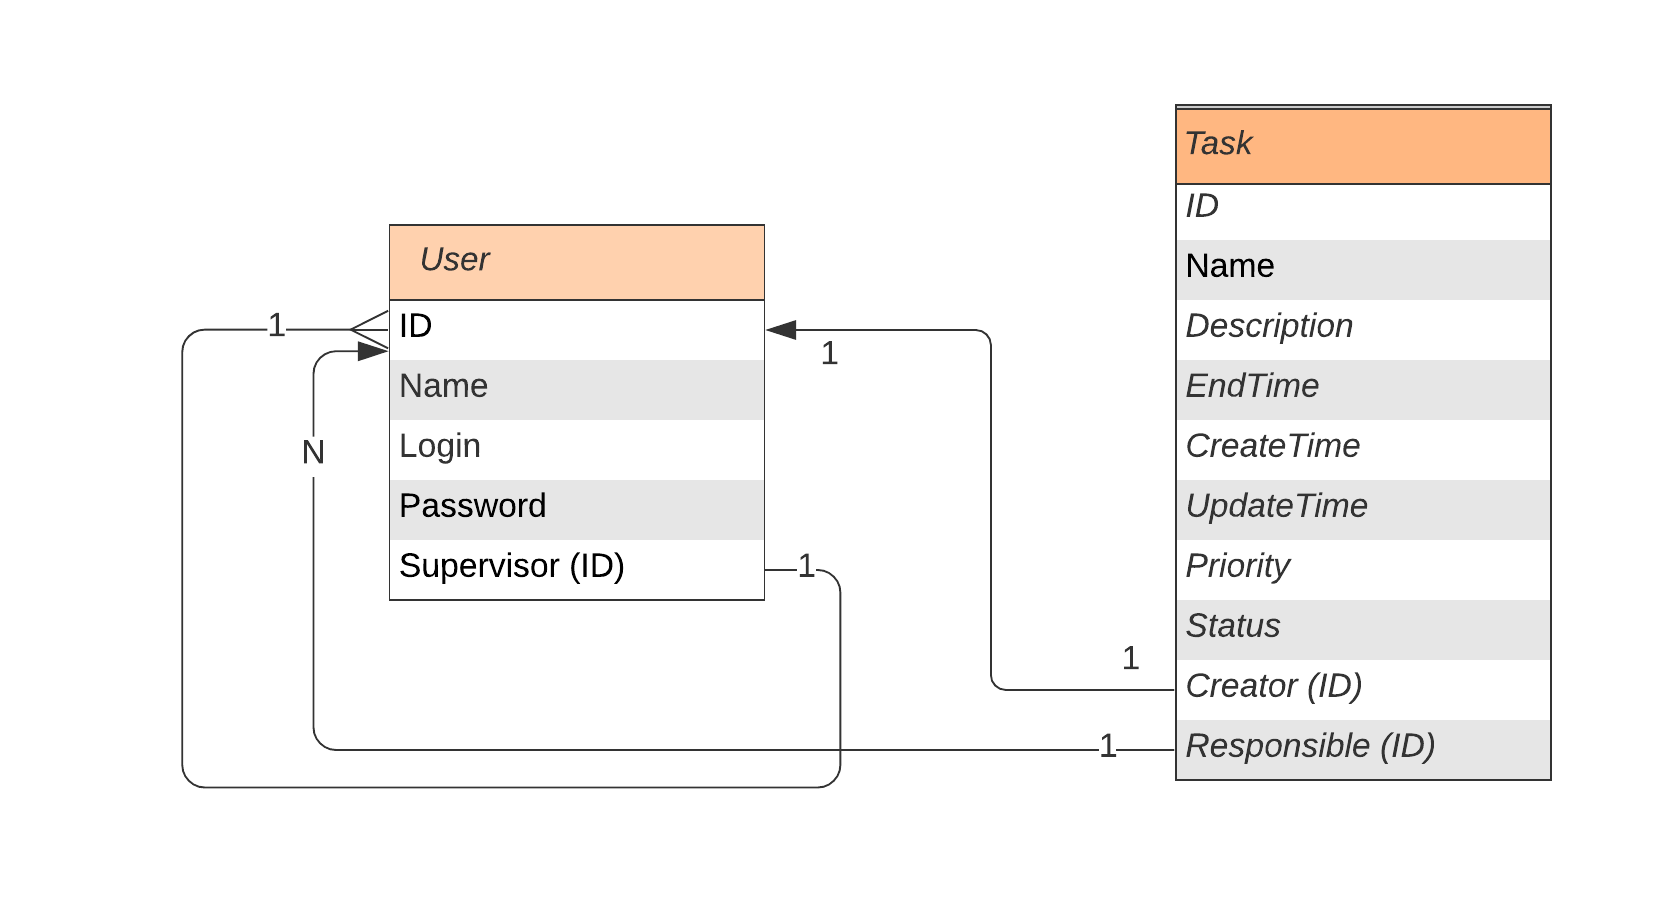 User
ID
Name
Login
Password
Supervisor (ID)
1
N
1
1
1
1
Task
ID
Name
Description
EndTime
CreateTime
UpdateTime
Priority
Status
Creator (ID)
Responsible (ID)